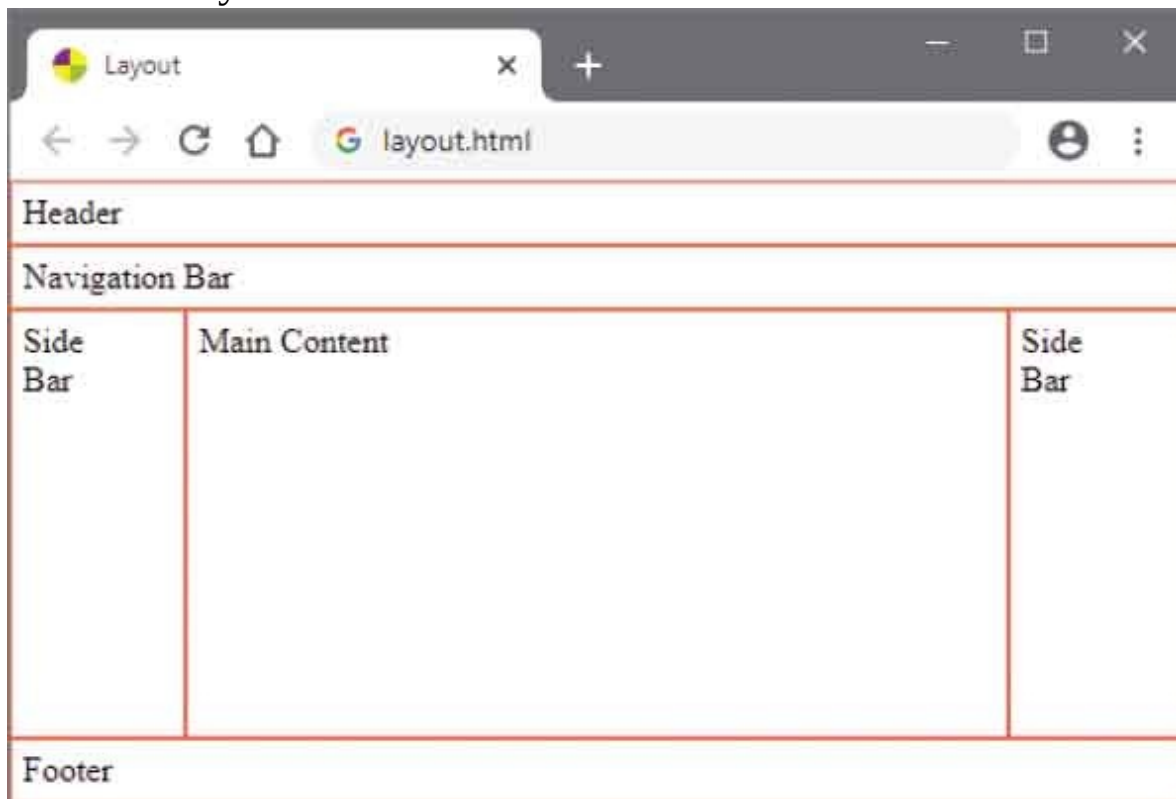 Layout
layout.html
Header
Navigation Bar
Side
Bar
Main Content
Side
Bar
Footer